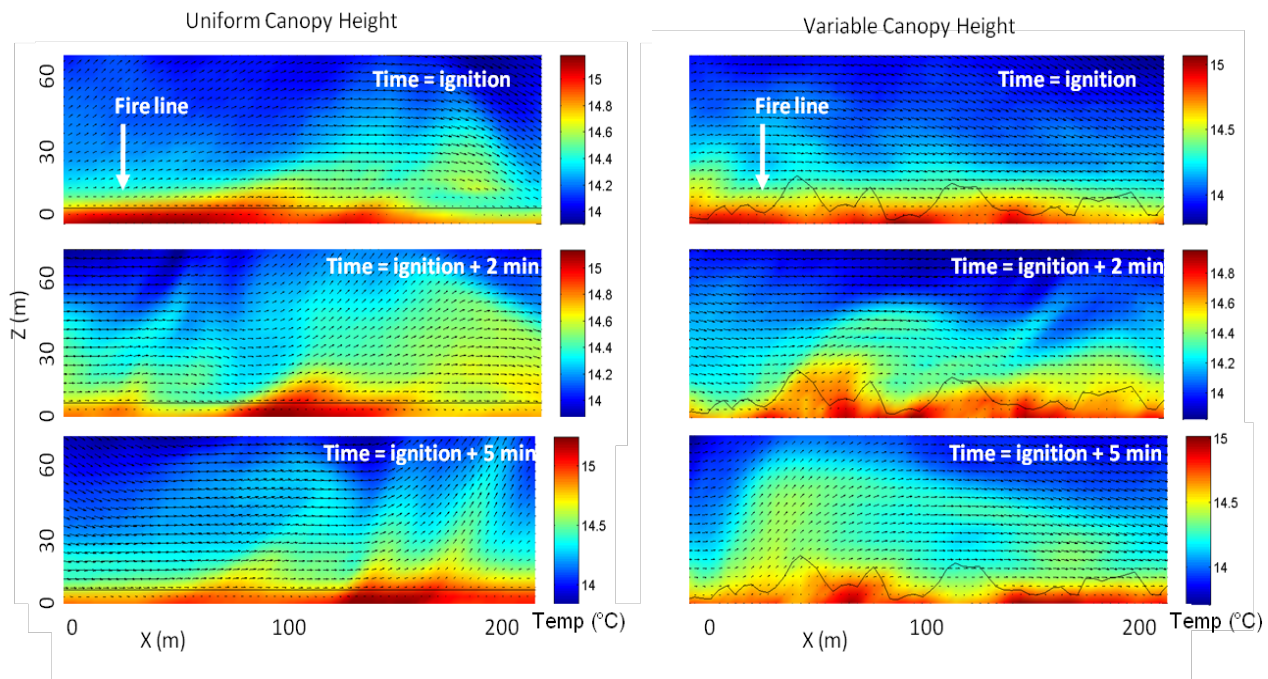 Uniform Canopy Height
Variable Canopy Height
Time = ignition
Fire line
60
30
0
15
14.8
14.6
14.4
14.2
14
Time = ignition
Fire line
15
14.5
14
Time = ignition + 2 min
Z (m)
60
30
0
15
14.8
14.6
14.4
14.2
14
Time = ignition + 2 min
14.8
14.6
14.4
14.2
14
Time = ignition + 5 min
60
30
0
15
14.5
14
Time = ignition + 5 min
15
14.5
14
0 100 200 Temp (°C)
X (m)
0 100 200 Temp (°C)
X (m)